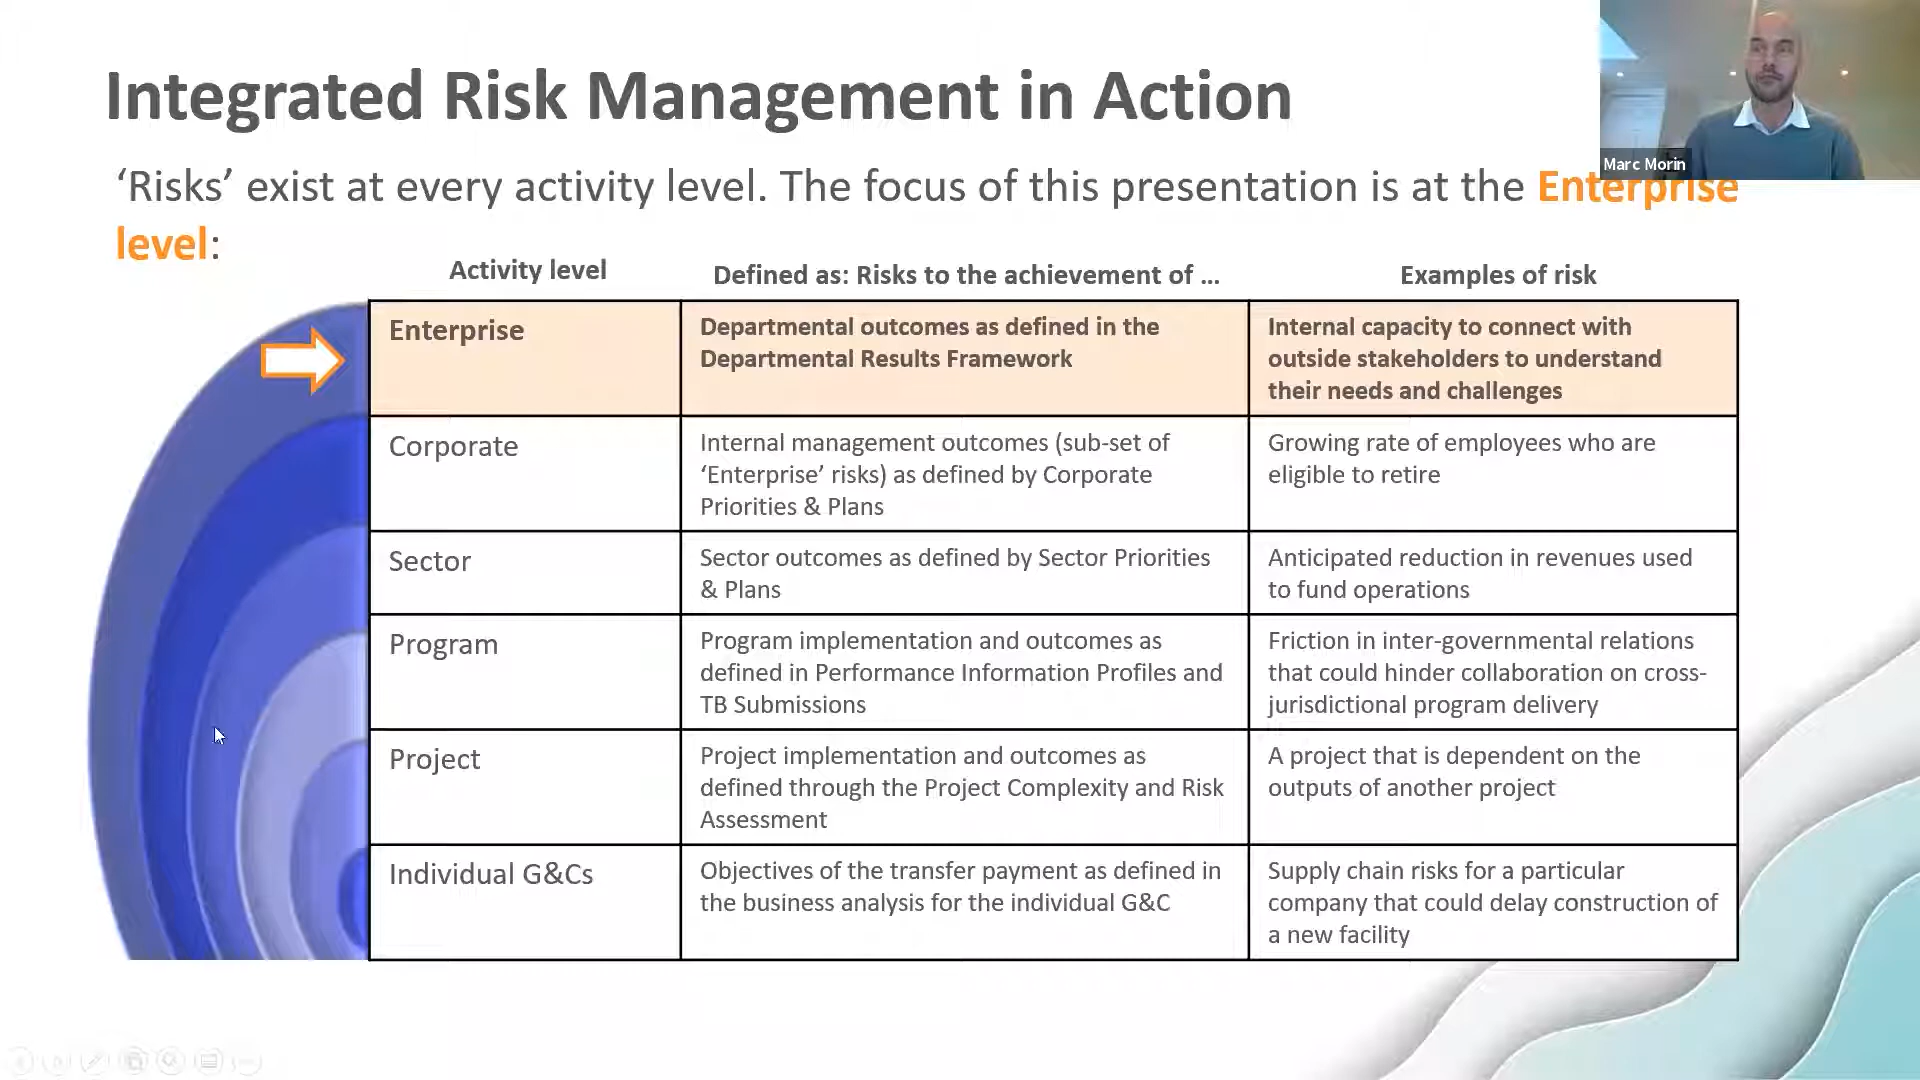 Integrated Risk Management in Action
Marc Morin
‘Risks’ exist at every activity level. The focus of this presentation is at the Enterprise
level:
Activity level
Defined as: Risks to the achievement of ...
Examples of risk
Enterprise
Departmental outcomes as defined in the
Departmental Results Framework
Internal capacity to connect with
outside stakeholders to understand
their needs and challenges
Corporate
Internal management outcomes (sub-set of
‘Enterprise’ risks) as defined by Corporate
Priorities & Plans
Growing rate of employees who are
eligible to retire
Sector
Sector outcomes as defined by Sector Priorities
& Plans
Anticipated reduction in revenues used
to fund operations
Program
Program implementation and outcomes as
defined in Performance Information Profiles and
TB Submissions
Friction in inter-governmental relations
that could hinder collaboration on cross-
jurisdictional program delivery
Project
Project implementation and outcomes as
defined through the Project Complexity and Risk
Assessment
A project that is dependent on the
outputs of another project
Individual G&Cs
Objectives of the transfer payment as defined in
the business analysis for the individual G&C
Supply chain risks for a particular
company that could delay construction of
a new facility